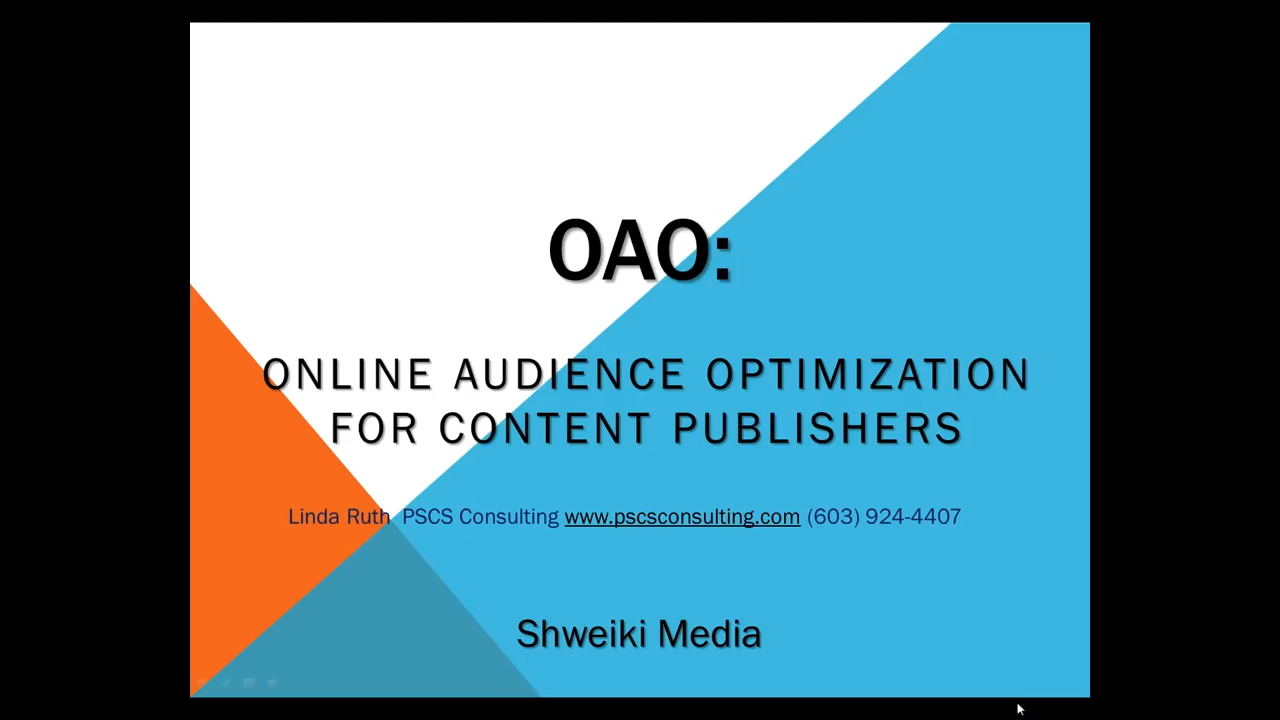 OAO:
ONLINE AUDIENCE OPTIMIZATION
FOR CONTENT PUBLISHERS
Linda Ruth PSCS Consulting www.pscsconsulting.com (603) 924-4407
Shweiki Media